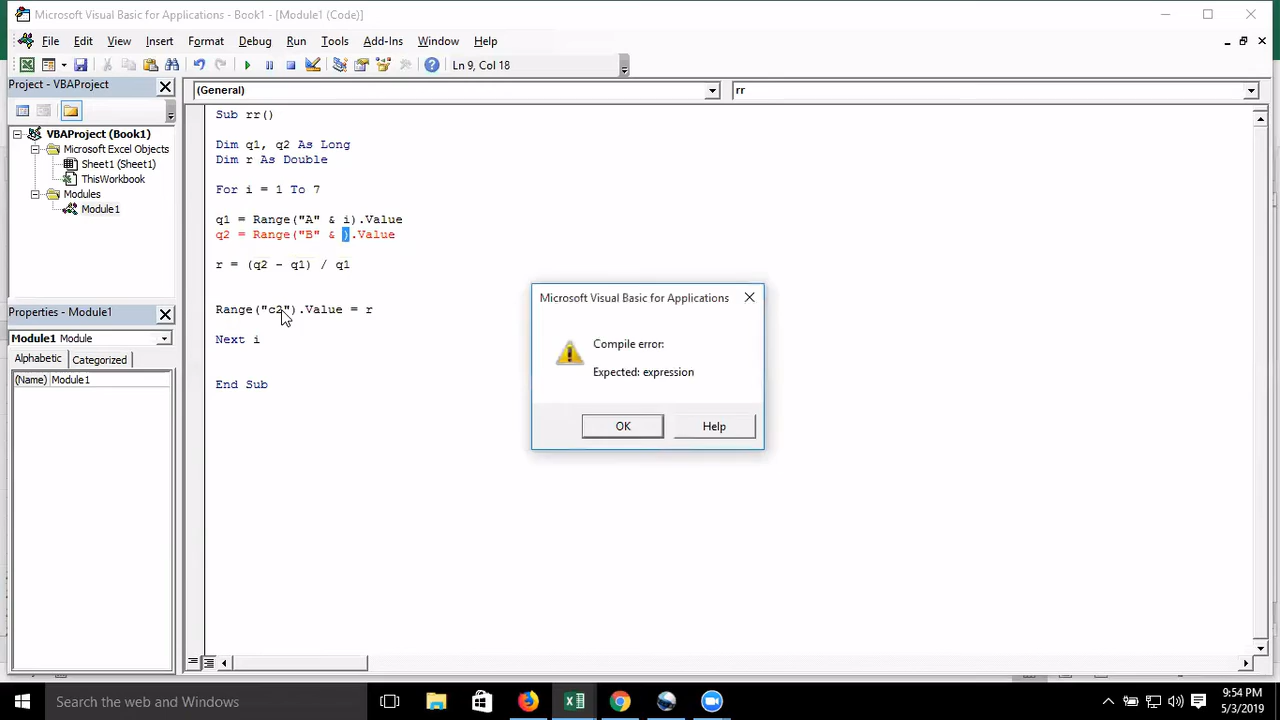 Microsoft Visual Basic for Applications - Book1 - [Module1 (Code)]
File Edit View Insert Format Debug Run Tools Add-Ins Window Help
Ln 9, Col 18
Project - VBAProject
(General)
rr
VBAProject (Book1)
Microsoft Excel Objects
Sheet1 (Sheet1)
ThisWorkbook
Modules
Module1
Sub rr()
Dim q1, q2 As Long
Dim r As Double
For i = 1 To 7
q1 = Range("A" & i).Value
q2 = Range("B" & ).Value
r = (q2 - q1) / q1
Range("c2").Value = r
Next i
End Sub
Properties - Module1
Module1 Module
Alphabetic Categorized
(Name) Module1
Microsoft Visual Basic for Applications
Compile error:
Expected: expression
OK Help
Search the web and Windows
9:54 PM
5/3/2019